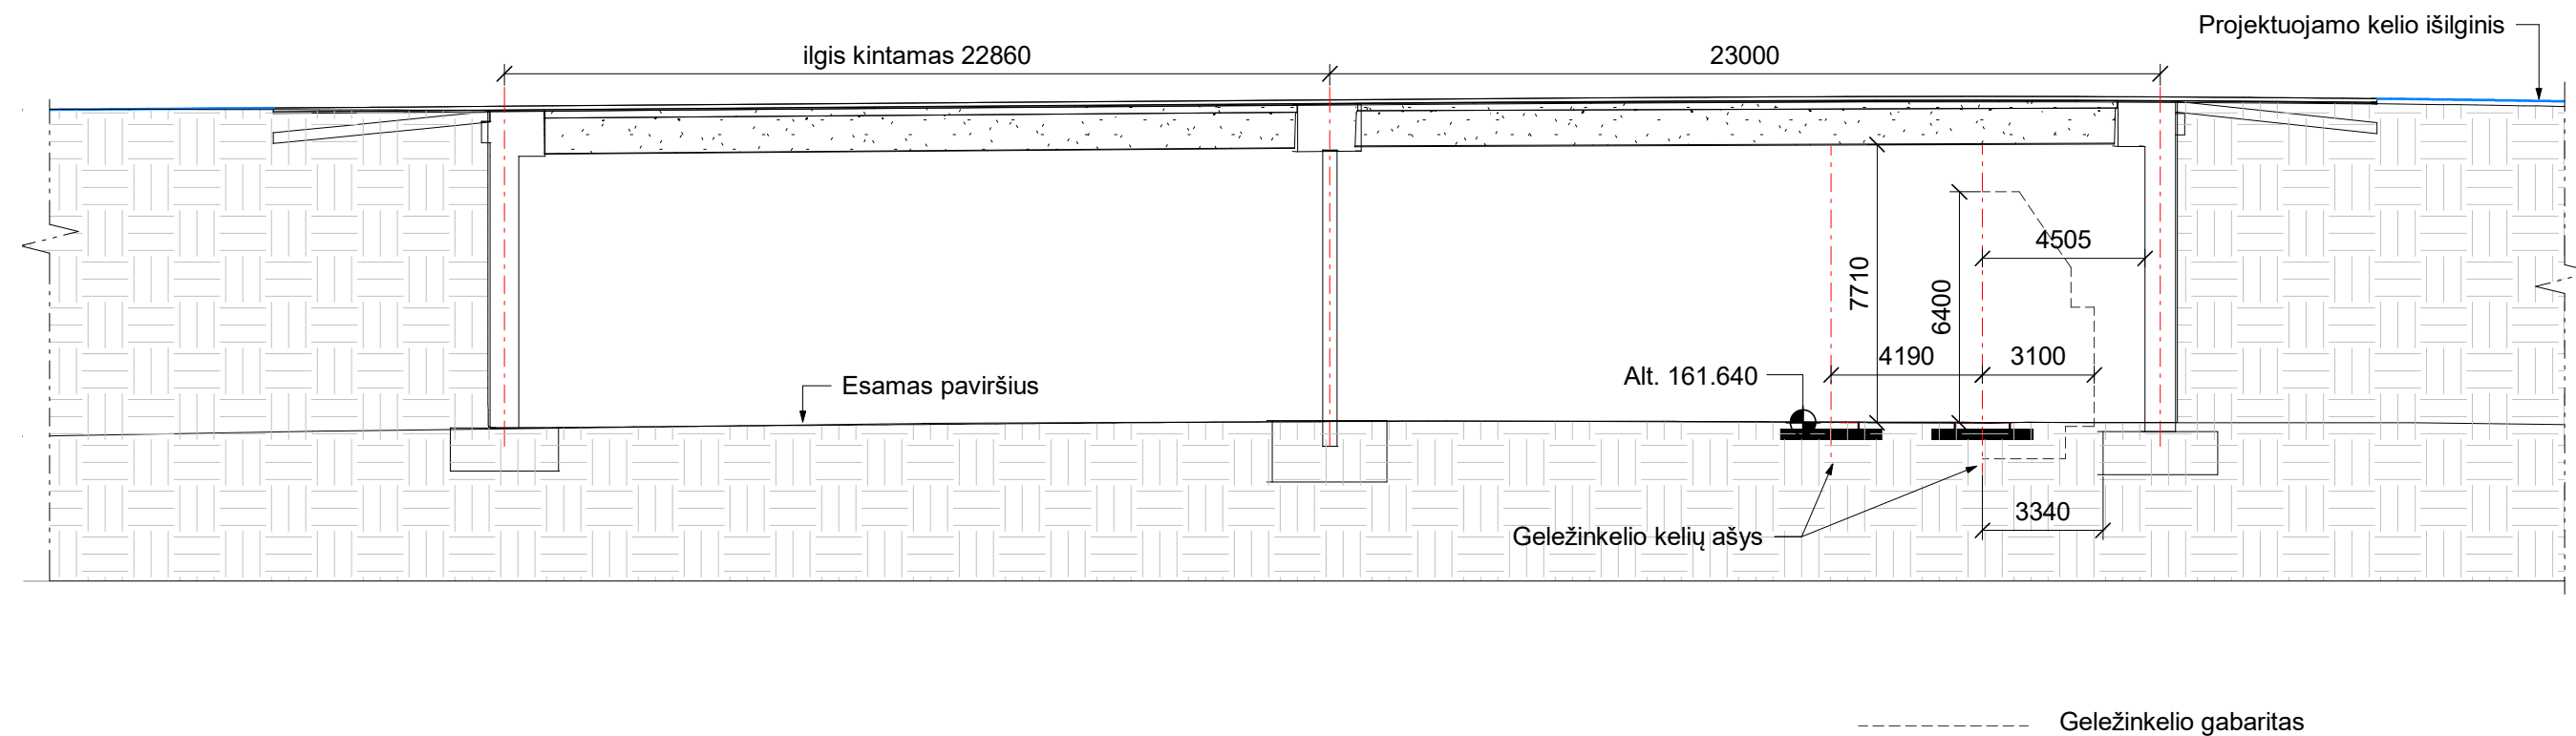 Projektuojamo kelio išilginis
ilgis kintamas 22860
23000
4505
7710
6400
4190
3100
Alt. 161.640
Esamas paviršius
3340
Geležinkelio kelių ašys
Geležinkelio gabaritas